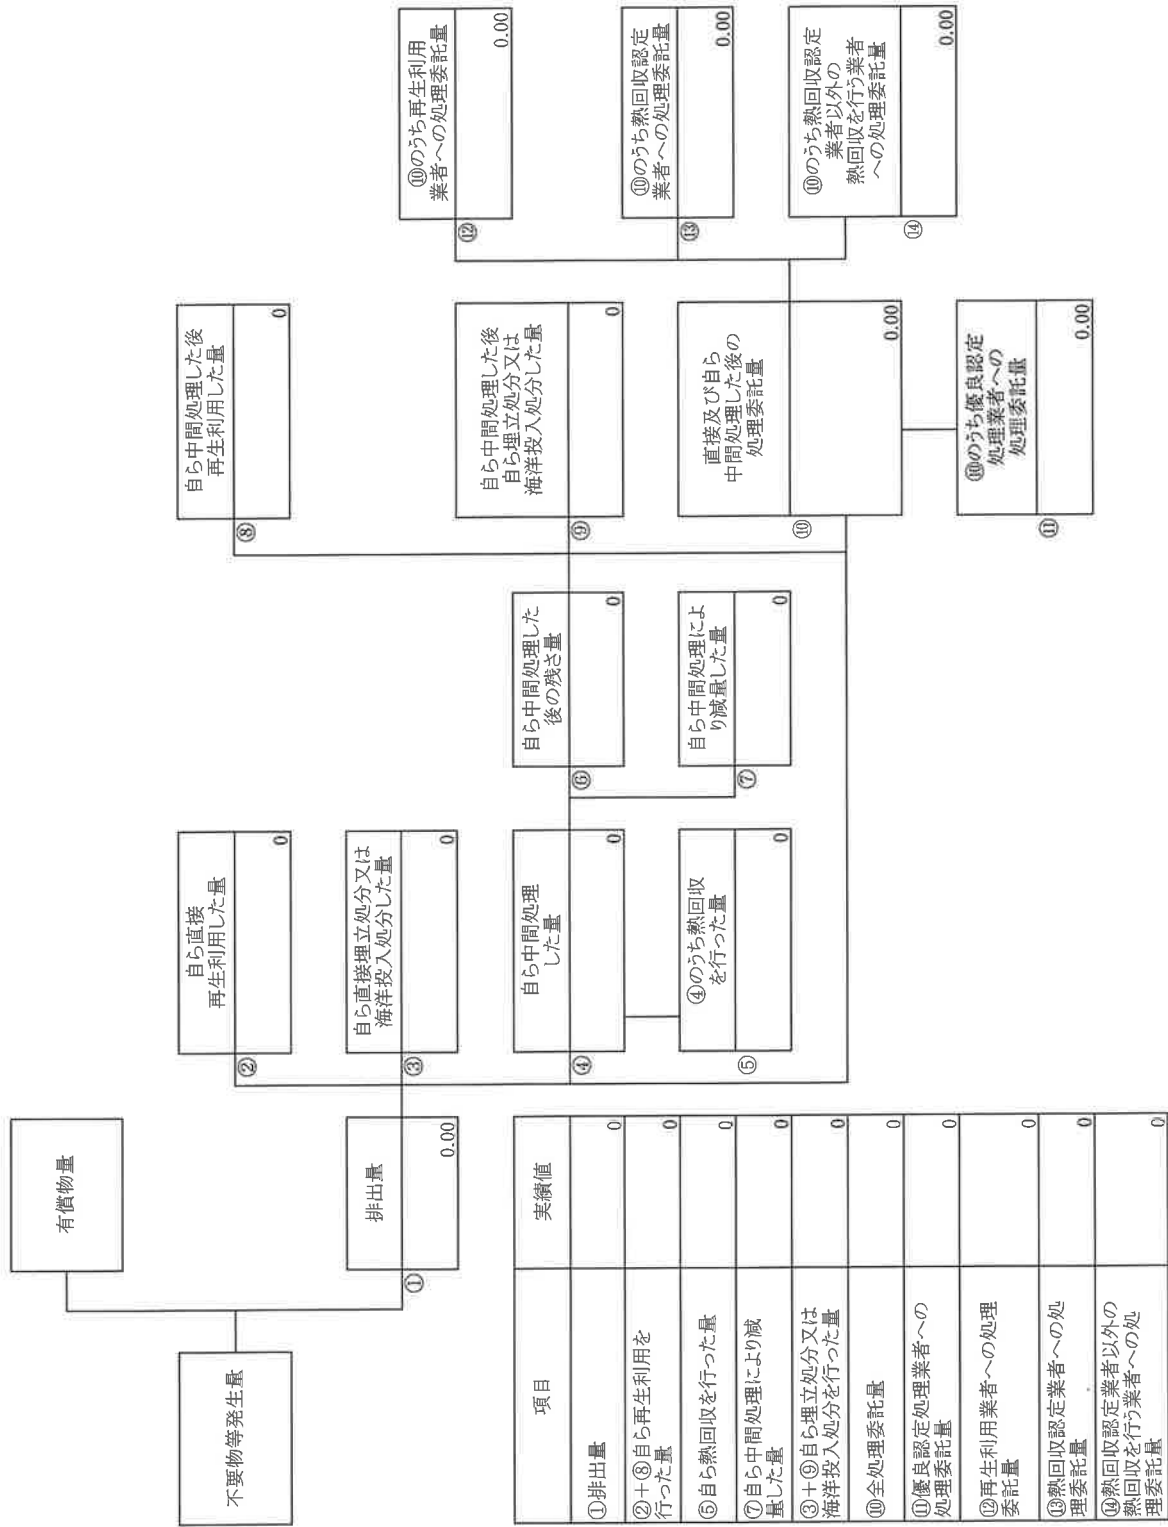 不要物等発生量
有償物量
①
排出量
0.00
②
自ら直接
再生利用した量
0
③
自ら直接埋立処分又は
海洋投入処分した量
0
④
自ら中間処理
した量
0
⑤
④のうち熱回収
を行った量
0
⑥
自ら中間処理した
後の残さ量
0
⑦
自ら中間処理によ
り減量した量
0
⑧
自ら中間処理した後
再生利用した量
0
⑨
自ら中間処理した後
自ら埋立処分又は
海洋投入処分した量
0
⑩
直接及び自ら
中間処理した後の
処理委託量
0.00
⑪
⑩のうち優良認定
処理業者への
処理委託量
0.00
⑫
⑩のうち再生利用
業者への処理委託量
0.00
⑬
⑩のうち熱回収認定
業者への処理委託量
0.00
⑭
⑩のうち熱回収認定
業者以外の
熱回収を行う業者
への処理委託量
0.00
項目 実績値
①排出量 0
②+⑧自ら再生利用を
行った量 0
⑤自ら熱回収を行った量 0
⑦自ら中間処理により減
量した量 0
③+⑨自ら埋立処分又は
海洋投入処分を行った量 0
⑩全処理委託量 0
⑪優良認定処理業者への
処理委託量 0
⑫再生利用業者への処理
委託量 0
⑬熱回収認定業者への処
理委託量 0
⑭熱回収認定業者以外の
熱回収を行う業者への処
理委託量 0